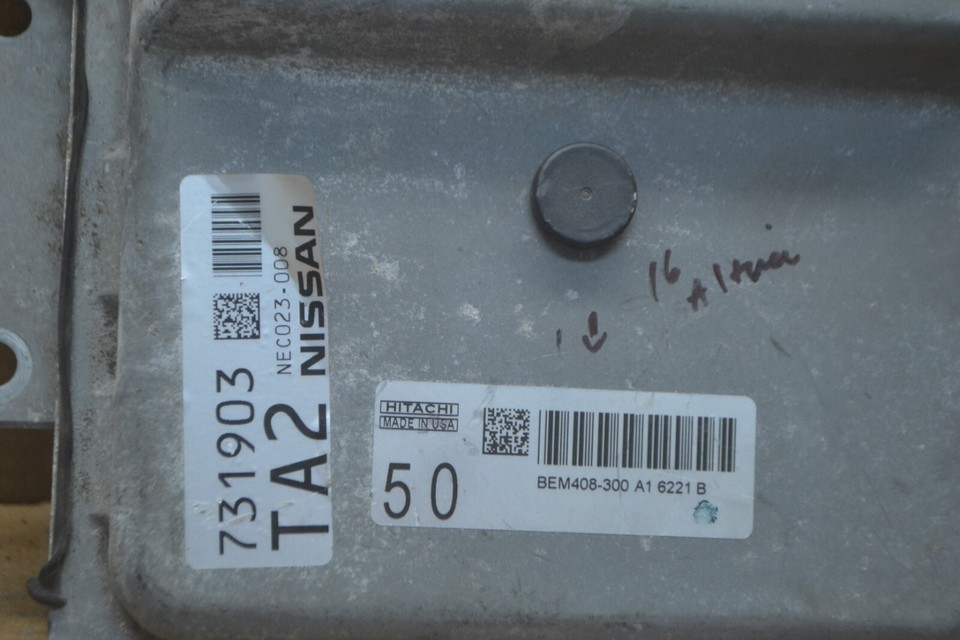 731903
TA2
NEC023-008
NISSAN
16
HITACHI
MADE IN USA
50
BEM408-300 A1 6221 B